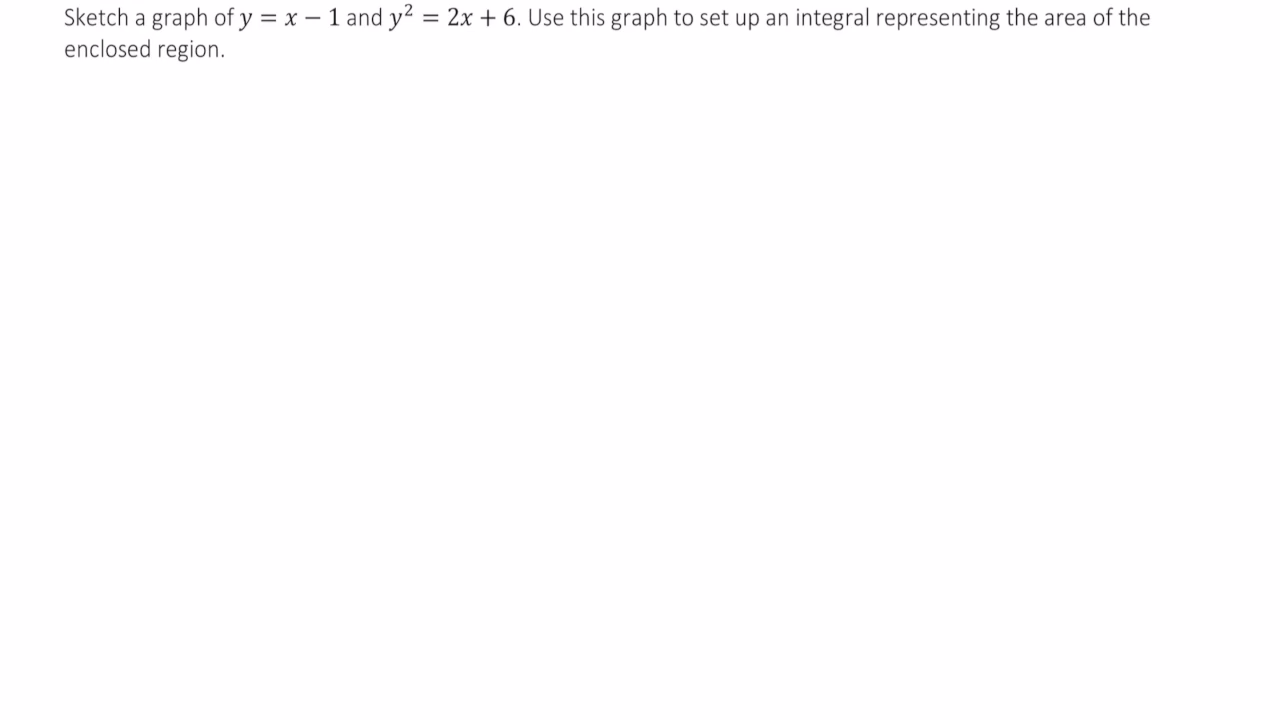 Sketch a graph of y = x − 1 and y² = 2x + 6. Use this graph to set up an integral representing the area of the
enclosed region.